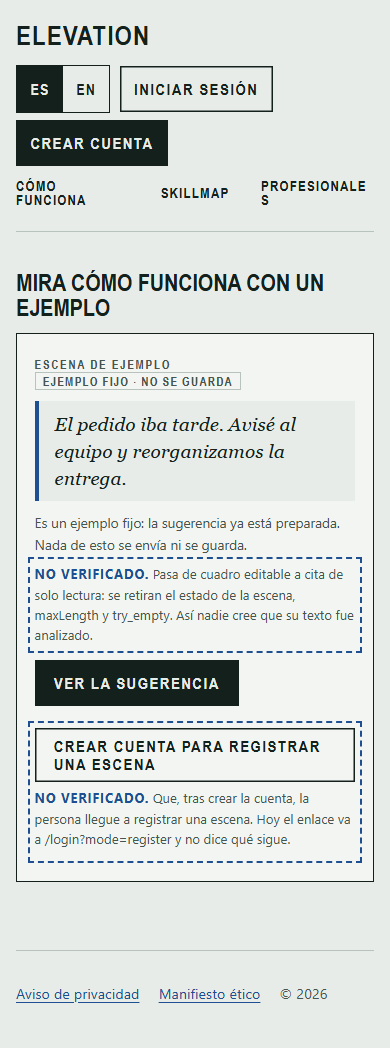 ELEVATION
ES EN INICIAR SESIÓN
CREAR CUENTA
CÓMO FUNCIONA
SKILLMAP
PROFESIONALES
MIRA CÓMO FUNCIONA CON UN
EJEMPLO
ESCENA DE EJEMPLO
EJEMPLO FIJO · NO SE GUARDA
El pedido iba tarde. Avisé al
equipo y reorganizamos la
entrega.
Es un ejemplo fijo: la sugerencia ya está preparada.
Nada de esto se envía ni se guarda.
NO VERIFICADO. Pasa de cuadro editable a cita de
solo lectura: se retiran el estado de la escena,
maxLength y try_empty. Así nadie cree que su texto fue
analizado.
VER LA SUGERENCIA
CREAR CUENTA PARA REGISTRAR
UNA ESCENA
NO VERIFICADO. Que, tras crear la cuenta, la
persona llegue a registrar una escena. Hoy el enlace va
a /login?mode=register y no dice qué sigue.
Aviso de privacidad Manifiesto ético © 2026